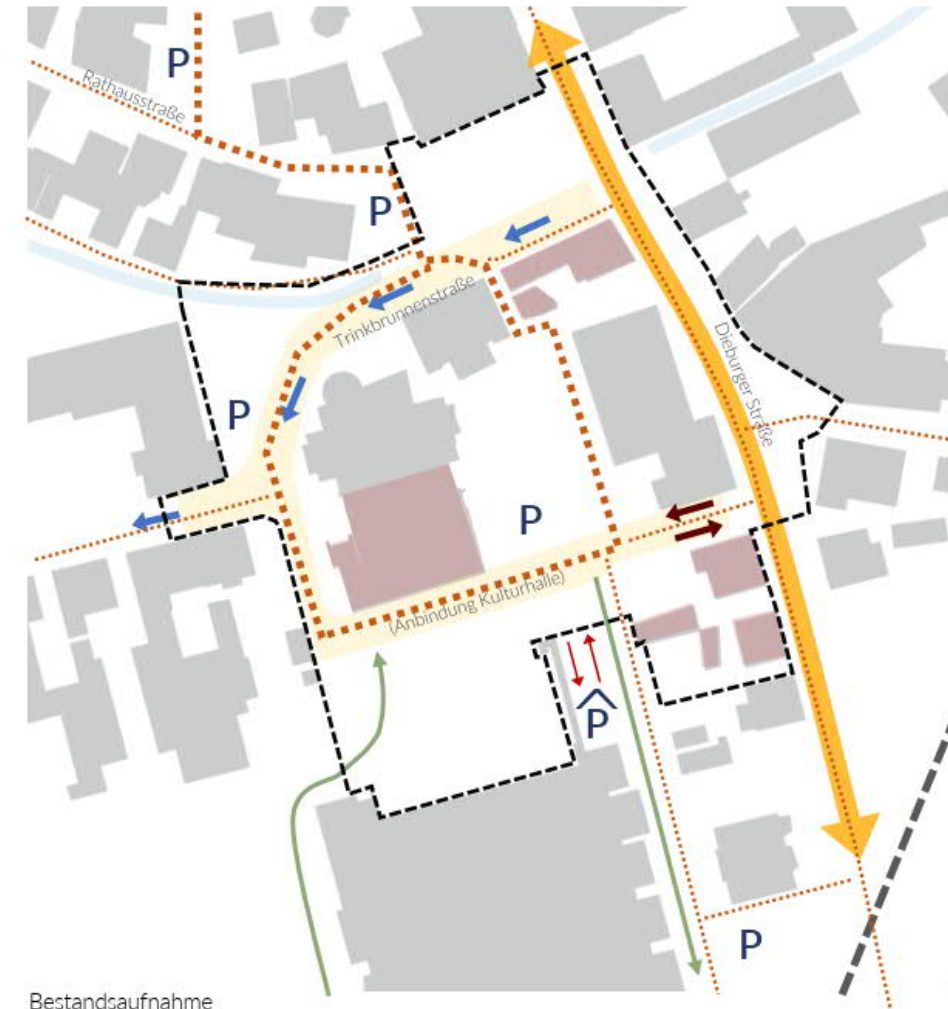 P
Rathausstraße
P
Trinkbrunnenstraße
Dieburger Straße
P
P
(Anbindung Kulturhalle)
P
P
Bestandsaufnahme